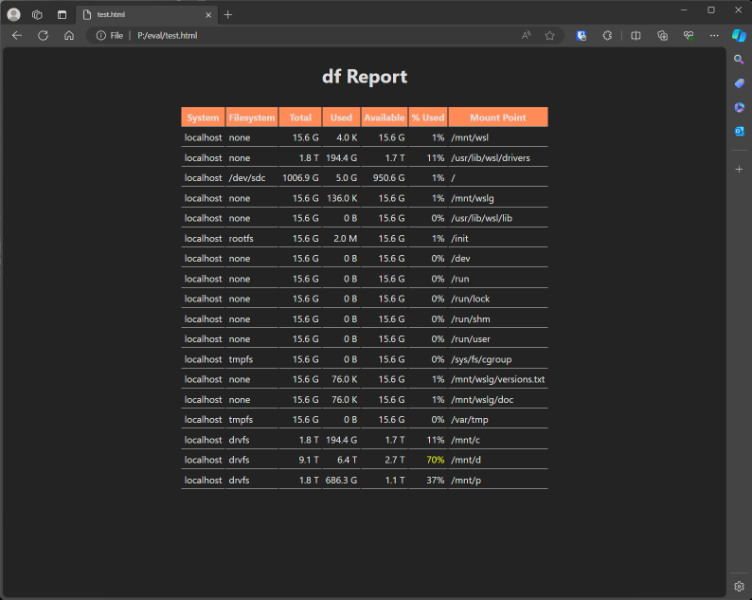 test.html
File P:/eval/test.html
df Report
System Filesystem Total Used Available % Used Mount Point
localhost none 15.6 G 4.0 K 15.6 G 1% /mnt/wsl
localhost none 1.8 T 194.4 G 1.7 T 11% /usr/lib/wsl/drivers
localhost /dev/sdc 1006.9 G 5.0 G 950.6 G 1% /
localhost none 15.6 G 136.0 K 15.6 G 1% /mnt/wslg
localhost none 15.6 G 0 B 15.6 G 0% /usr/lib/wsl/lib
localhost rootfs 15.6 G 2.0 M 15.6 G 1% /init
localhost none 15.6 G 0 B 15.6 G 0% /dev
localhost none 15.6 G 0 B 15.6 G 0% /run
localhost none 15.6 G 0 B 15.6 G 0% /run/lock
localhost none 15.6 G 0 B 15.6 G 0% /run/shm
localhost none 15.6 G 0 B 15.6 G 0% /run/user
localhost tmpfs 15.6 G 0 B 15.6 G 0% /sys/fs/cgroup
localhost none 15.6 G 76.0 K 15.6 G 1% /mnt/wslg/versions.txt
localhost none 15.6 G 76.0 K 15.6 G 1% /mnt/wslg/doc
localhost tmpfs 15.6 G 0 B 15.6 G 0% /var/tmp
localhost drvfs 1.8 T 194.4 G 1.7 T 11% /mnt/c
localhost drvfs 9.1 T 6.4 T 2.7 T 70% /mnt/d
localhost drvfs 1.8 T 686.3 G 1.1 T 37% /mnt/p